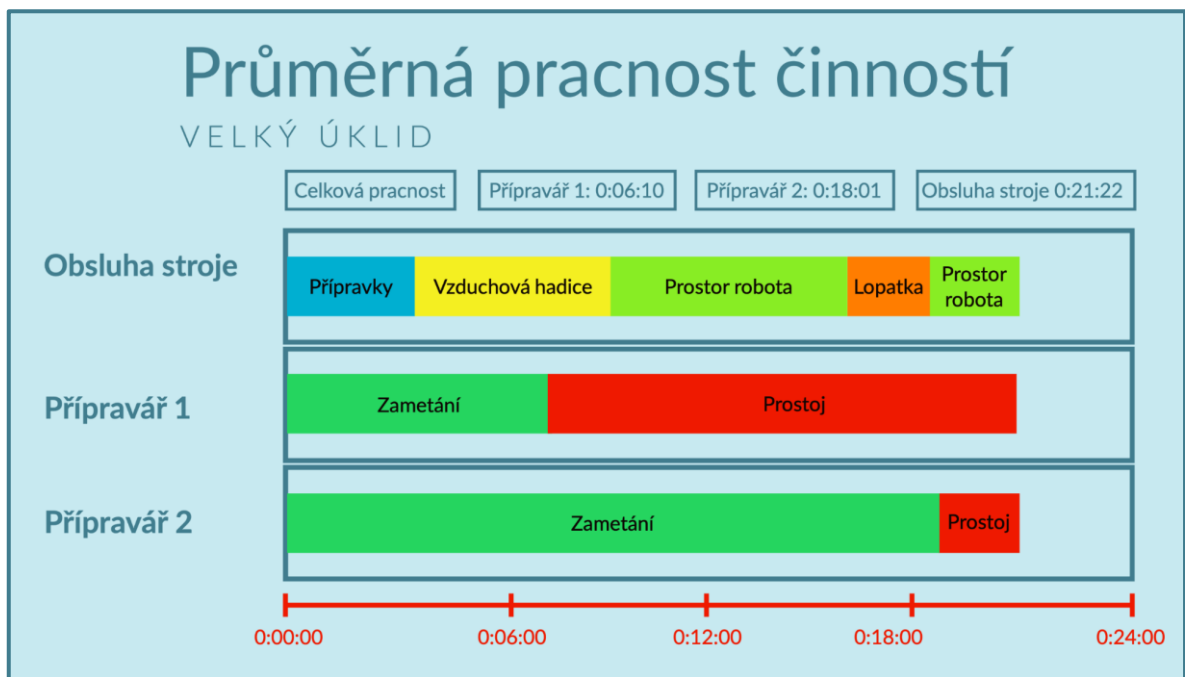 Průměrná pracnost činností
VELKÝ ÚKLID
Celková pracnost
Přípravář 1: 0:06:10
Přípravář 2: 0:18:01
Obsluha stroje 0:21:22
Obsluha stroje
Přípravky
Vzduchová hadice
Prostor robota
Lopatka
Prostor
robota
Přípravář 1
Zametání
Prostoj
Přípravář 2
Zametání
Prostoj
0:00:00
0:06:00
0:12:00
0:18:00
0:24:00